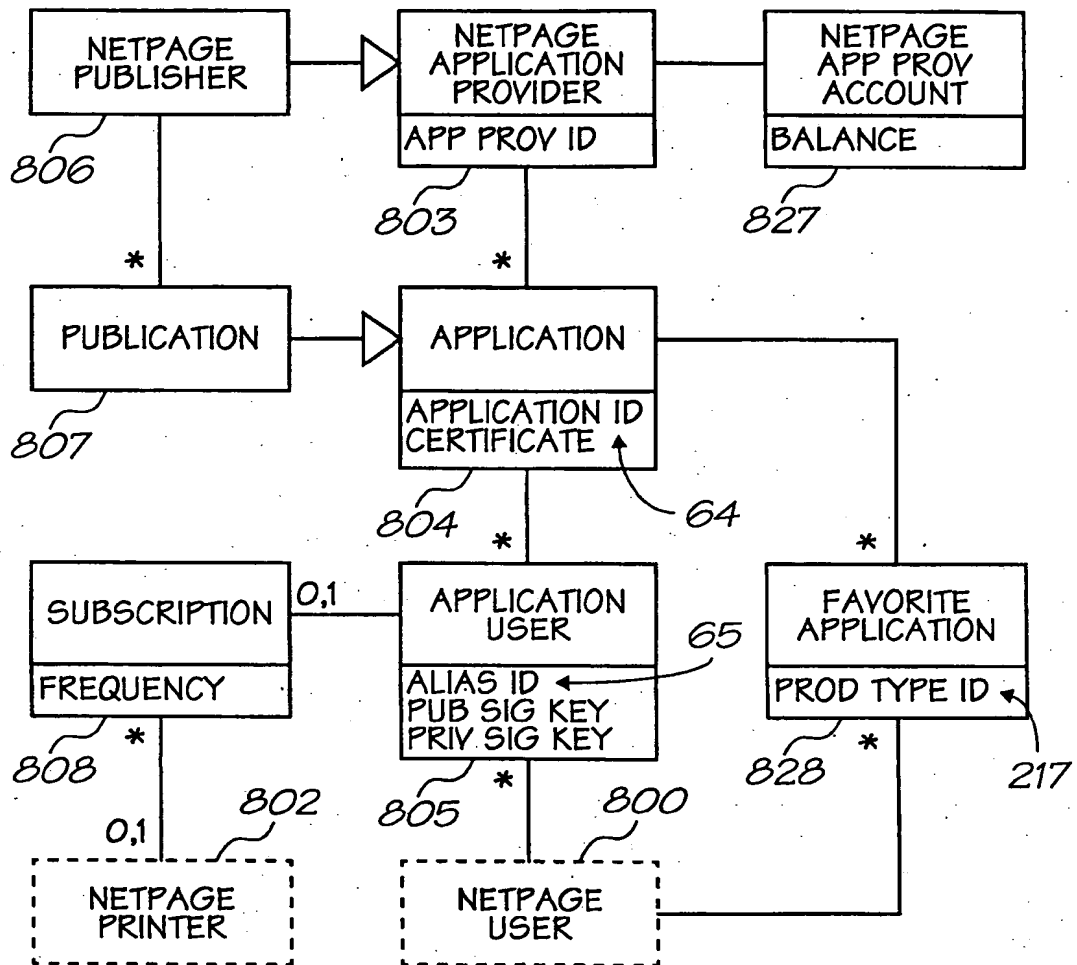 NETPAGE
PUBLISHER
806
NETPAGE
APPLICATION
PROVIDER
APP PROV ID
803
NETPAGE
APP PROV
ACCOUNT
BALANCE
827
*
*
PUBLICATION
807
APPLICATION
APPLICATION ID
CERTIFICATE
804
64
*
*
SUBSCRIPTION
FREQUENCY
808
0,1
APPLICATION
USER
ALIAS ID
PUB SIG KEY
PRIV SIG KEY
805
65
FAVORITE
APPLICATION
PROD TYPE ID
828
217
*
*
*
0,1
802
NETPAGE
PRINTER
800
NETPAGE
USER